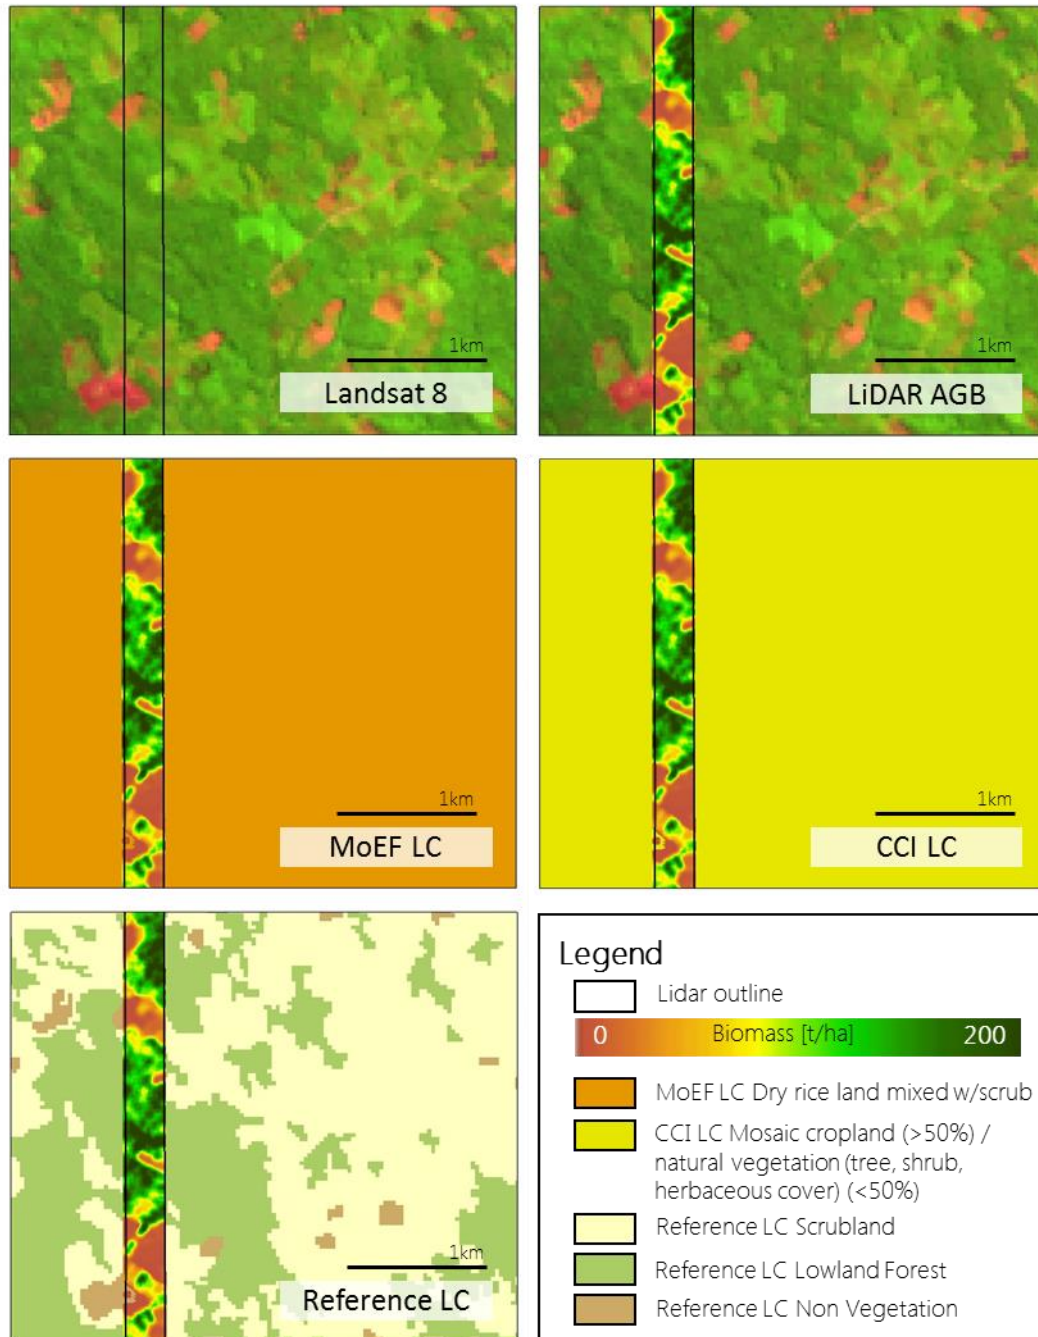 1km
Landsat 8
1km
LiDAR AGB
1km
MoEF LC
1km
CCI LC
1km
Reference LC
Legend
Lidar outline
0 Biomass [t/ha] 200
MoEF LC Dry rice land mixed w/scrub
CCI LC Mosaic cropland (>50%) /
natural vegetation (tree, shrub,
herbaceous cover) (<50%)
Reference LC Scrubland
Reference LC Lowland Forest
Reference LC Non Vegetation